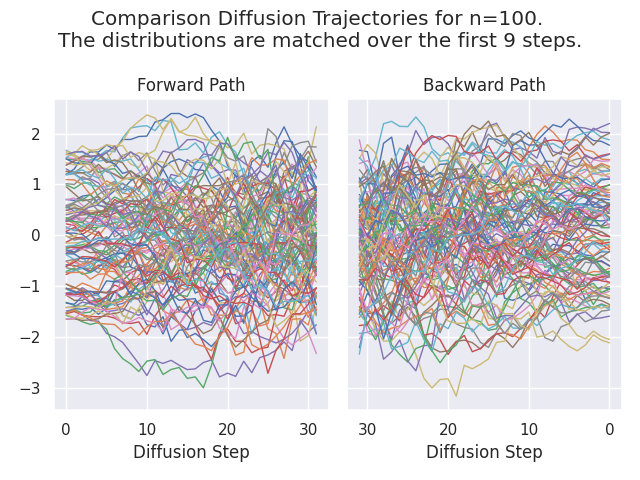 Comparison Diffusion Trajectories for n=100.
The distributions are matched over the first 9 steps.
Forward Path
Backward Path
2
1
0
−1
−2
−3
0 10 20 30
30 20 10 0
Diffusion Step
Diffusion Step